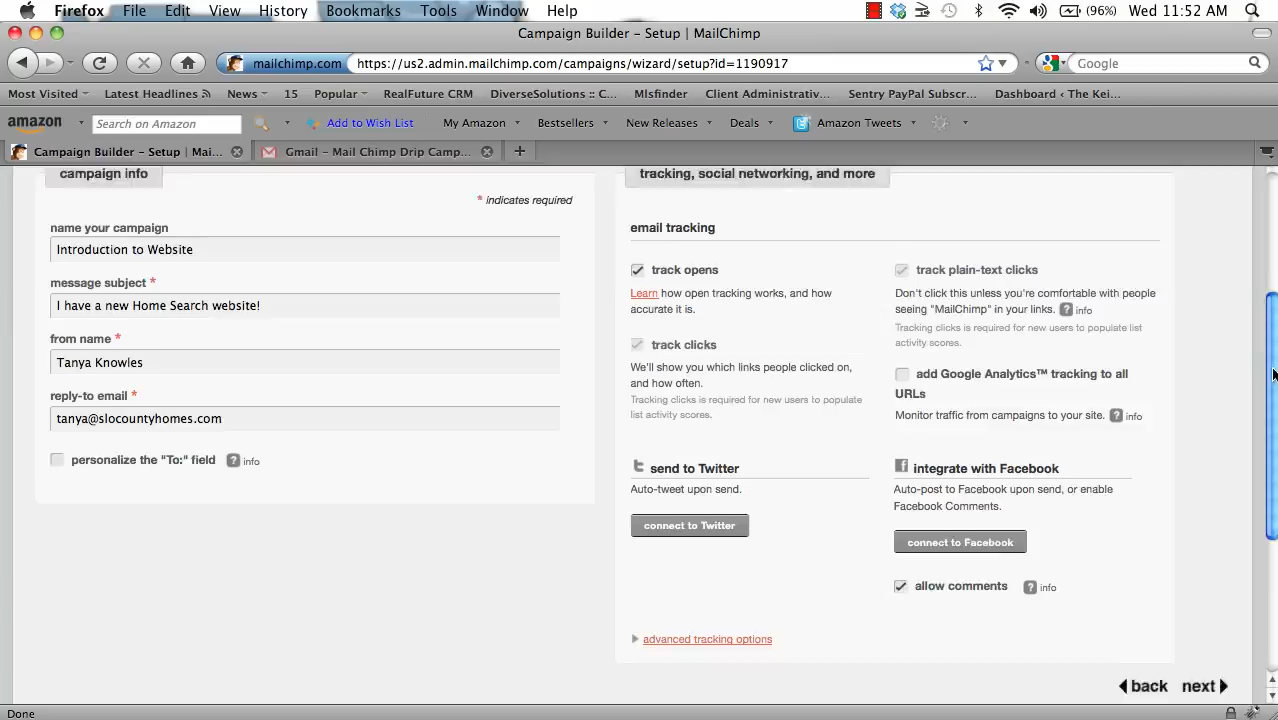 Firefox File Edit View History Bookmarks Tools Window Help (96%) Wed 11:52 AM
Campaign Builder – Setup | MailChimp
mailchimp.com https://us2.admin.mailchimp.com/campaigns/wizard/setup?id=1190917 Google
Most Visited Latest Headlines News 15 Popular RealFuture CRM DiverseSolutions :: C... Mlsfinder Client Administrativ... Sentry PayPal Subscr... Dashboard ‹ The Kei...
amazon Search on Amazon Add to Wish List My Amazon Bestsellers New Releases Deals Amazon Tweets
Campaign Builder – Setup | Mai... Gmail – Mail Chimp Drip Camp...
campaign info
* indicates required
name your campaign
Introduction to Website
message subject *
I have a new Home Search website!
from name *
Tanya Knowles
reply-to email *
tanya@slocountyhomes.com
personalize the "To:" field ? info
tracking, social networking, and more
email tracking
track opens
Learn how open tracking works, and how
accurate it is.
track clicks
We'll show you which links people clicked on,
and how often.
Tracking clicks is required for new users to populate
list activity scores.
track plain-text clicks
Don't click this unless you're comfortable with people
seeing "MailChimp" in your links. ? info
Tracking clicks is required for new users to populate list
activity scores.
add Google Analytics™ tracking to all
URLs
Monitor traffic from campaigns to your site. ? info
send to Twitter
Auto-tweet upon send.
connect to Twitter
integrate with Facebook
Auto-post to Facebook upon send, or enable
Facebook Comments.
connect to Facebook
allow comments ? info
advanced tracking options
back next
Done